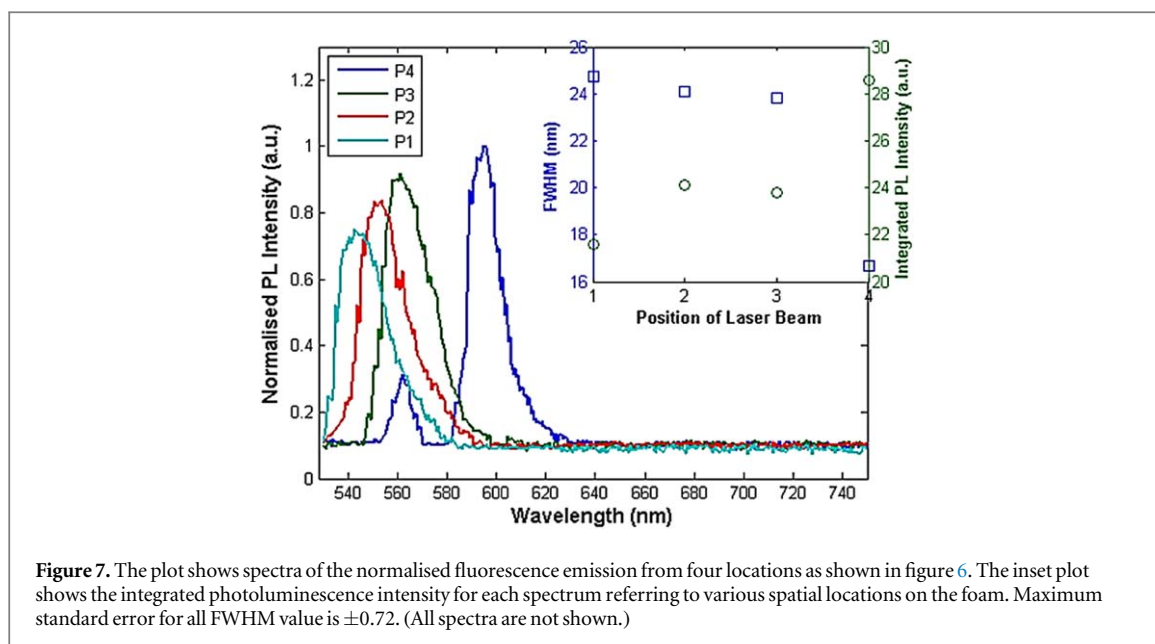 26
30
1.2
P4
P3
P2
P1
24
28
1
22
26
0.8
20
24
0.6
18
22
16
20
1
2
3
4
0.4
0.2
0
FWHM (nm)
Integrated PL Intensity (a.u.)
Position of Laser Beam
Normalised PL Intensity (a.u.)
540 560 580 600 620 640 660 680 700 720 740
Wavelength (nm)
Figure 7. The plot shows spectra of the normalised fluorescence emission from four locations as shown in figure 6. The inset plot
shows the integrated photoluminescence intensity for each spectrum referring to various spatial locations on the foam. Maximum
standard error for all FWHM value is ±0.72. (All spectra are not shown.)